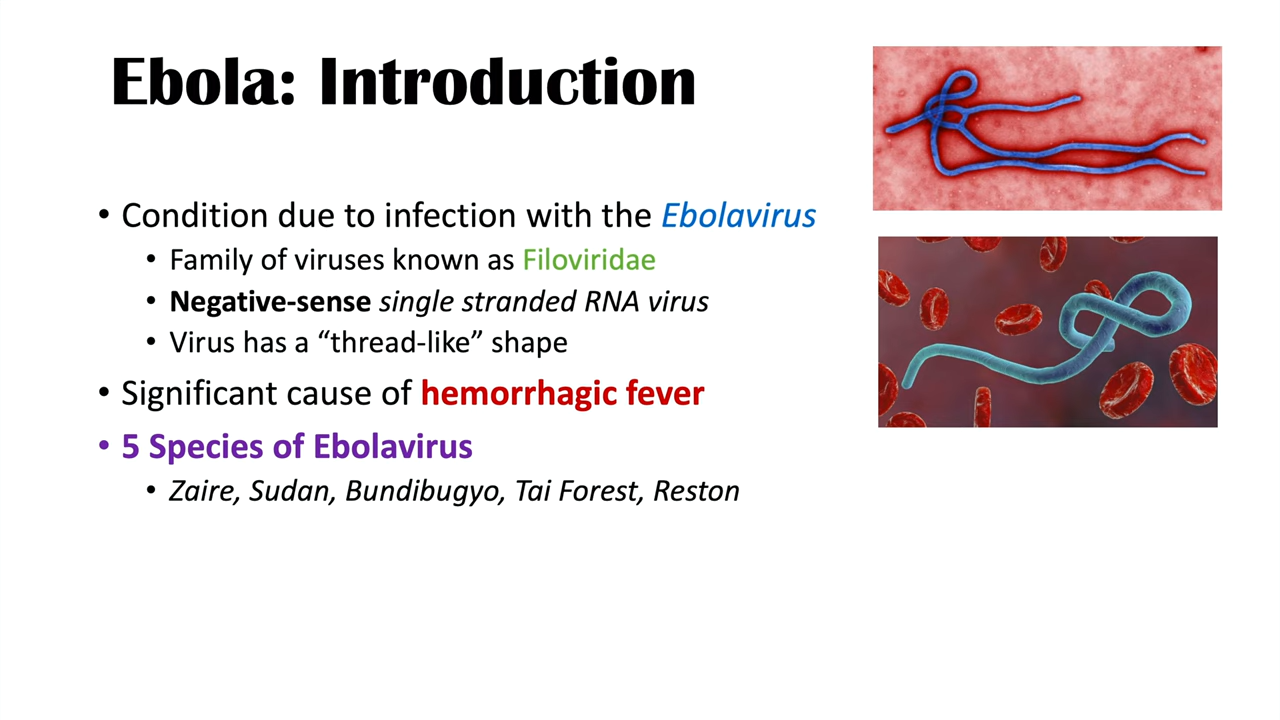 Ebola: Introduction
• Condition due to infection with the Ebolavirus
• Family of viruses known as Filoviridae
• Negative-sense single stranded RNA virus
• Virus has a “thread-like” shape
• Significant cause of hemorrhagic fever
• 5 Species of Ebolavirus
• Zaire, Sudan, Bundibugyo, Tai Forest, Reston